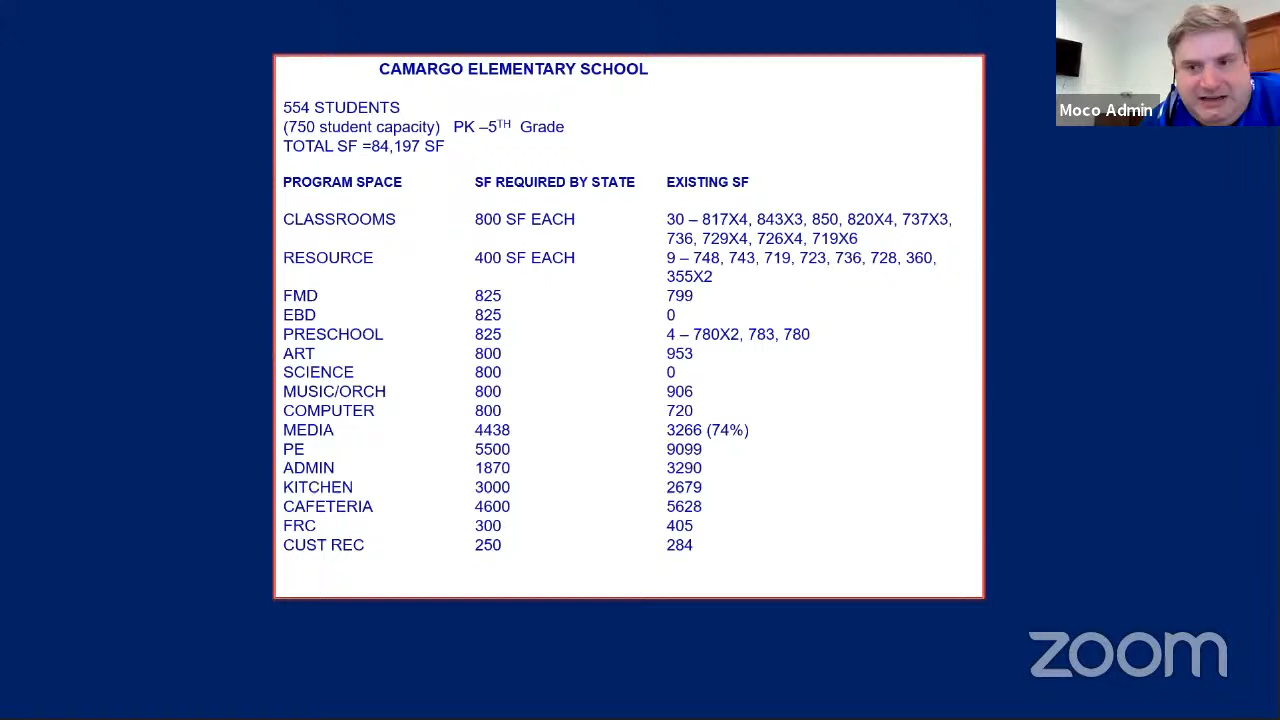 CAMARGO ELEMENTARY SCHOOL
554 STUDENTS
(750 student capacity) PK –5TH Grade
TOTAL SF =84,197 SF
PROGRAM SPACE SF REQUIRED BY STATE EXISTING SF
CLASSROOMS 800 SF EACH 30 – 817X4, 843X3, 850, 820X4, 737X3,
736, 729X4, 726X4, 719X6
RESOURCE 400 SF EACH 9 – 748, 743, 719, 723, 736, 728, 360,
355X2
FMD 825 799
EBD 825 0
PRESCHOOL 825 4 – 780X2, 783, 780
ART 800 953
SCIENCE 800 0
MUSIC/ORCH 800 906
COMPUTER 800 720
MEDIA 4438 3266 (74%)
PE 5500 9099
ADMIN 1870 3290
KITCHEN 3000 2679
CAFETERIA 4600 5628
FRC 300 405
CUST REC 250 284
Moco Admin
zoom